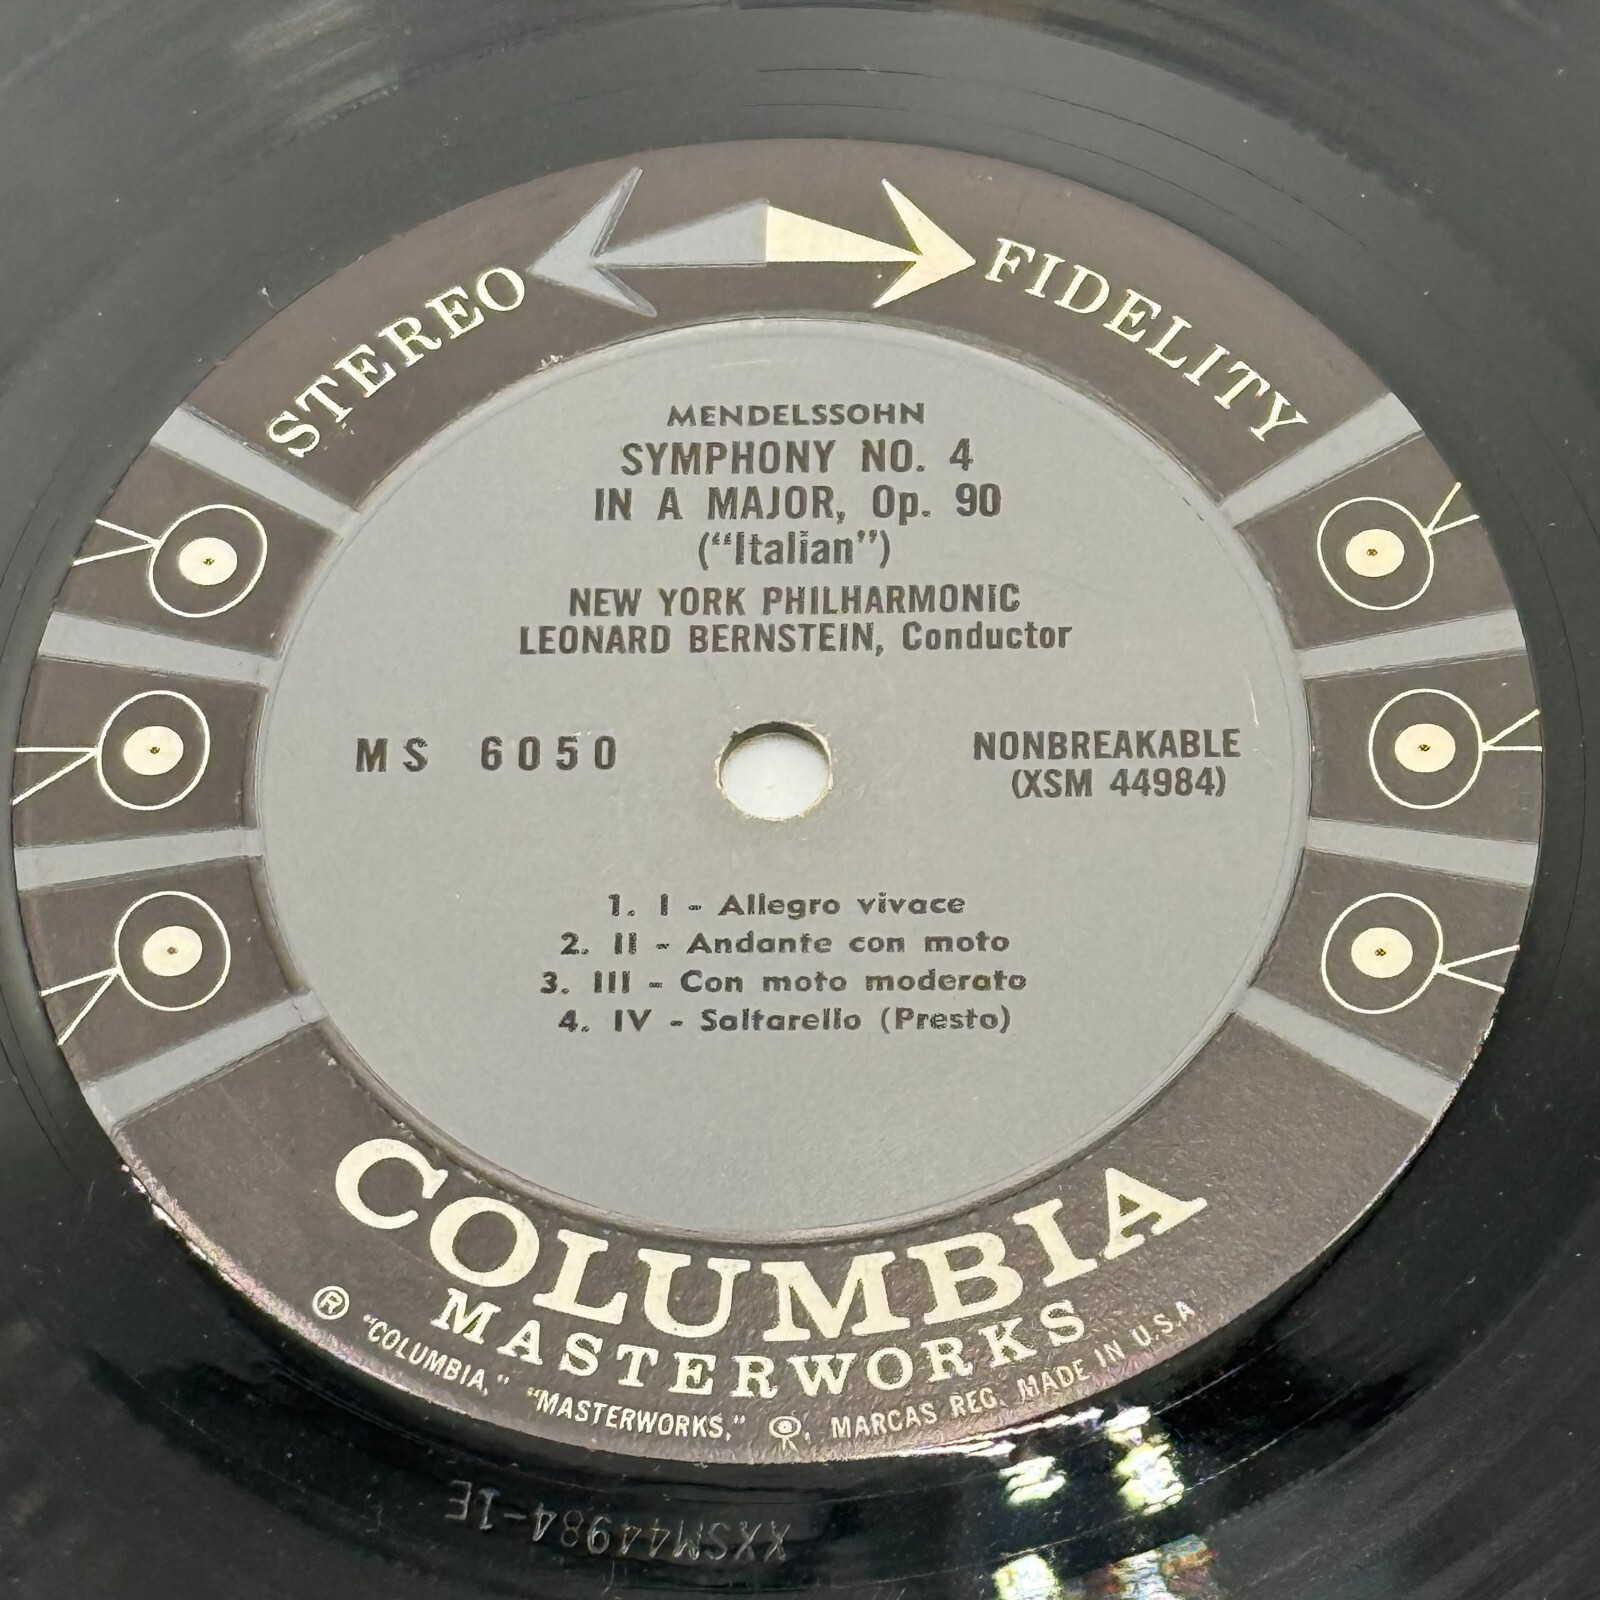 STEREO FIDELITY
MENDELSSOHN
SYMPHONY NO. 4
IN A MAJOR, Op. 90
("Italian")
NEW YORK PHILHARMONIC
LEONARD BERNSTEIN, Conductor
MS 6050
NONBREAKABLE
(XSM 44984)
1. I - Allegro vivace
2. II - Andante con moto
3. III - Con moto moderato
4. IV - Saltarello (Presto)
COLUMBIA
MASTERWORKS
® "COLUMBIA," "MASTERWORKS," , MARCAS REG. MADE IN U.S.A
XXSM44984-1E